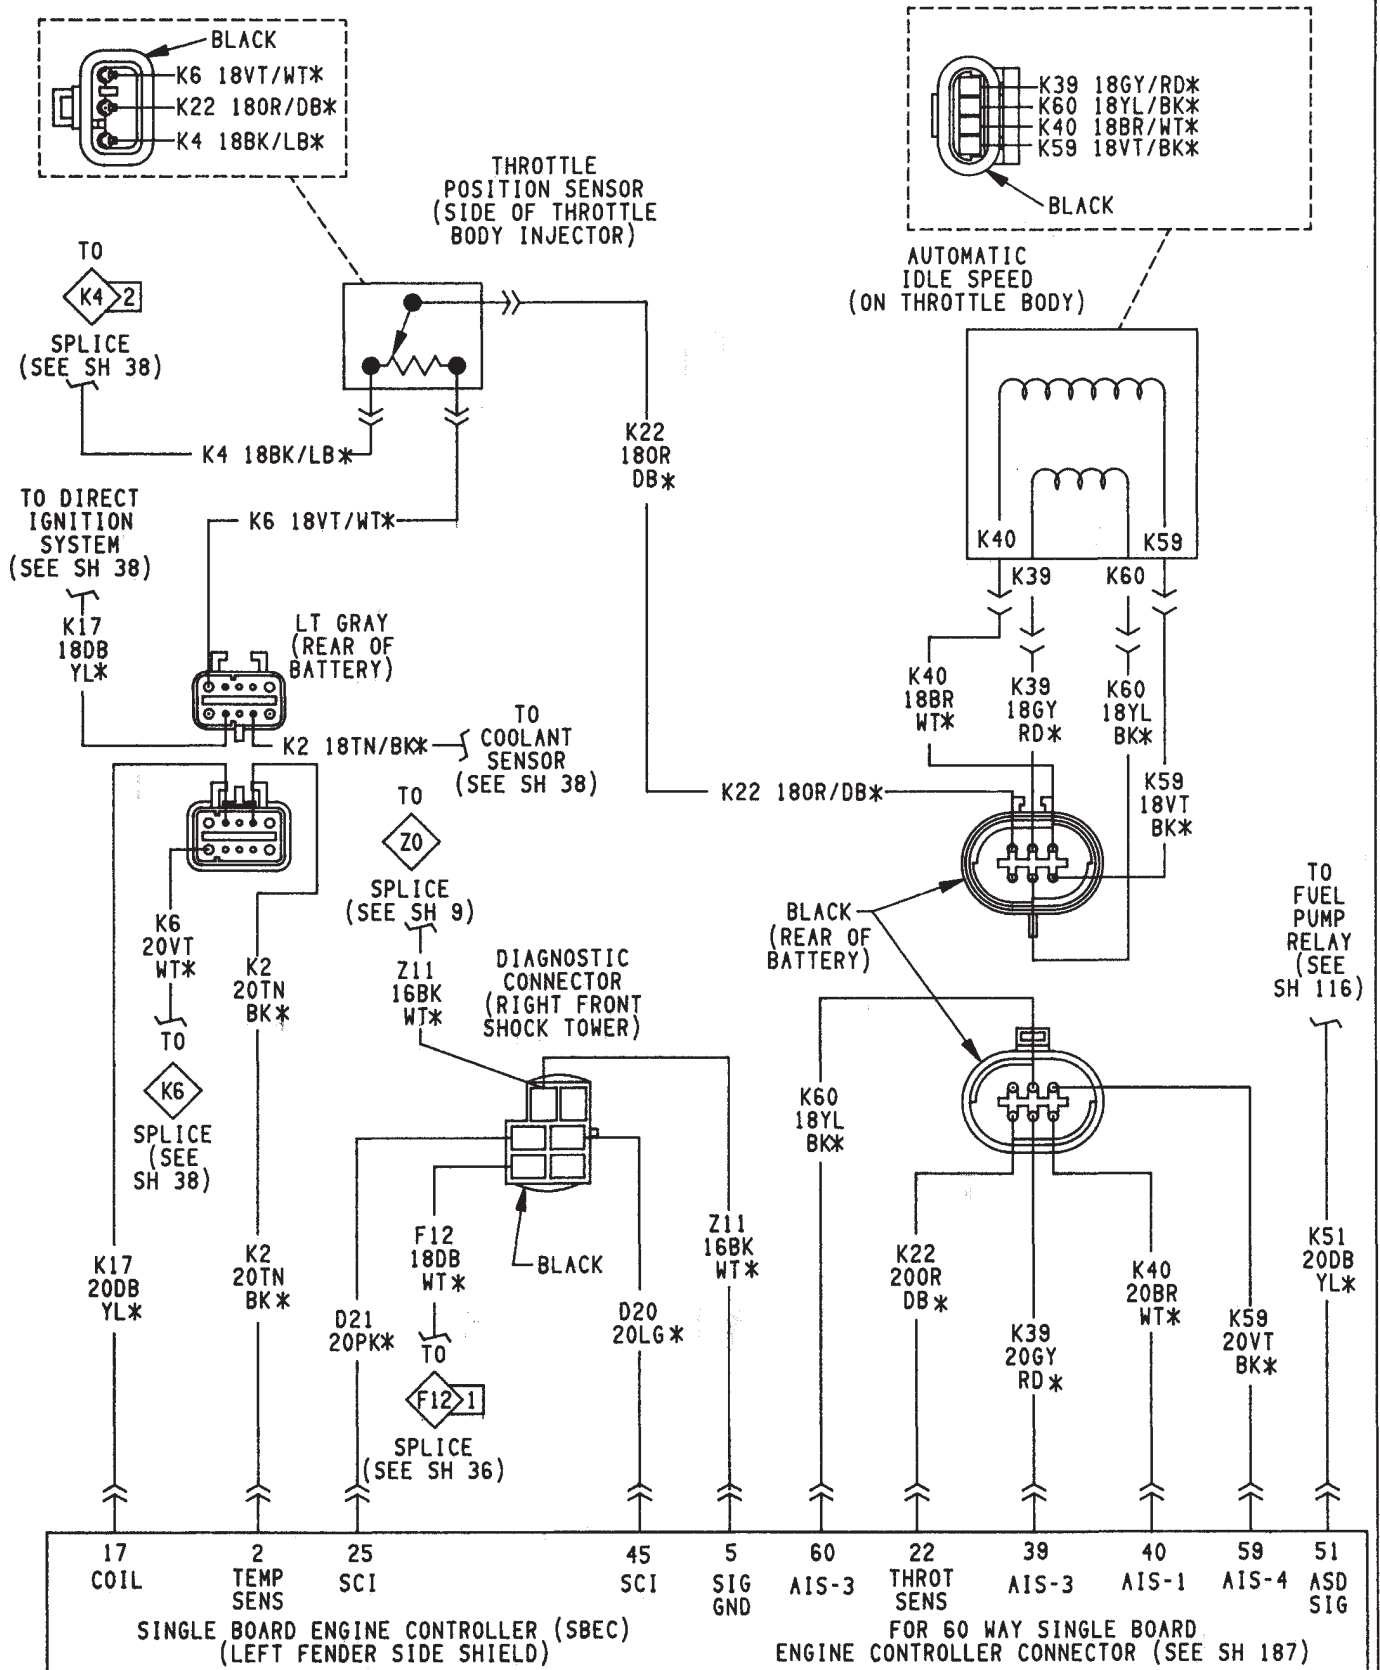 BLACK
K6 18VT/WT*
K22 18OR/DB*
K4 18BK/LB*
THROTTLE
POSITION SENSOR
(SIDE OF THROTTLE
BODY INJECTOR)
K39 18GY/RD*
K60 18YL/BK*
K40 18BR/WT*
K59 18VT/BK*
BLACK
AUTOMATIC
IDLE SPEED
(ON THROTTLE BODY)
TO
K4 2
SPLICE
(SEE SH 38)
K4 18BK/LB*
K22
18OR
DB*
TO DIRECT
IGNITION
SYSTEM
(SEE SH 38)
K6 18VT/WT*
K40
K59
K39
K60
K17
18DB
YL*
LT GRAY
(REAR OF
BATTERY)
K40
18BR
WT*
K39
18GY
RD*
K60
18YL
BK*
K2 18TN/BK*
TO
COOLANT
SENSOR
(SEE SH 38)
K22 18OR/DB*
K59
18VT
BK*
TO
Z0
SPLICE
(SEE SH 9)
TO
FUEL
PUMP
RELAY
(SEE
SH 116)
BLACK
(REAR OF
BATTERY)
K6
20VT
WT*
K2
20TN
BK*
Z11
16BK
WT*
DIAGNOSTIC
CONNECTOR
(RIGHT FRONT
SHOCK TOWER)
TO
K6
SPLICE
(SEE
SH 38)
K60
18YL
BK*
K17
20DB
YL*
K2
20TN
BK*
F12
18DB
WT*
BLACK
Z11
16BK
WT*
K22
20OR
DB*
K40
20BR
WT*
K51
20DB
YL*
D21
20PK*
D20
20LG*
K39
20GY
RD*
K59
20VT
BK*
TO
F12 1
SPLICE
(SEE SH 36)
17
COIL
2
TEMP
SENS
25
SCI
45
SCI
5
SIG
GND
60
AIS-3
22
THROT
SENS
39
AIS-3
40
AIS-1
59
AIS-4
51
ASD
SIG
SINGLE BOARD ENGINE CONTROLLER (SBEC)
(LEFT FENDER SIDE SHIELD)
FOR 60 WAY SINGLE BOARD
ENGINE CONTROLLER CONNECTOR (SEE SH 187)